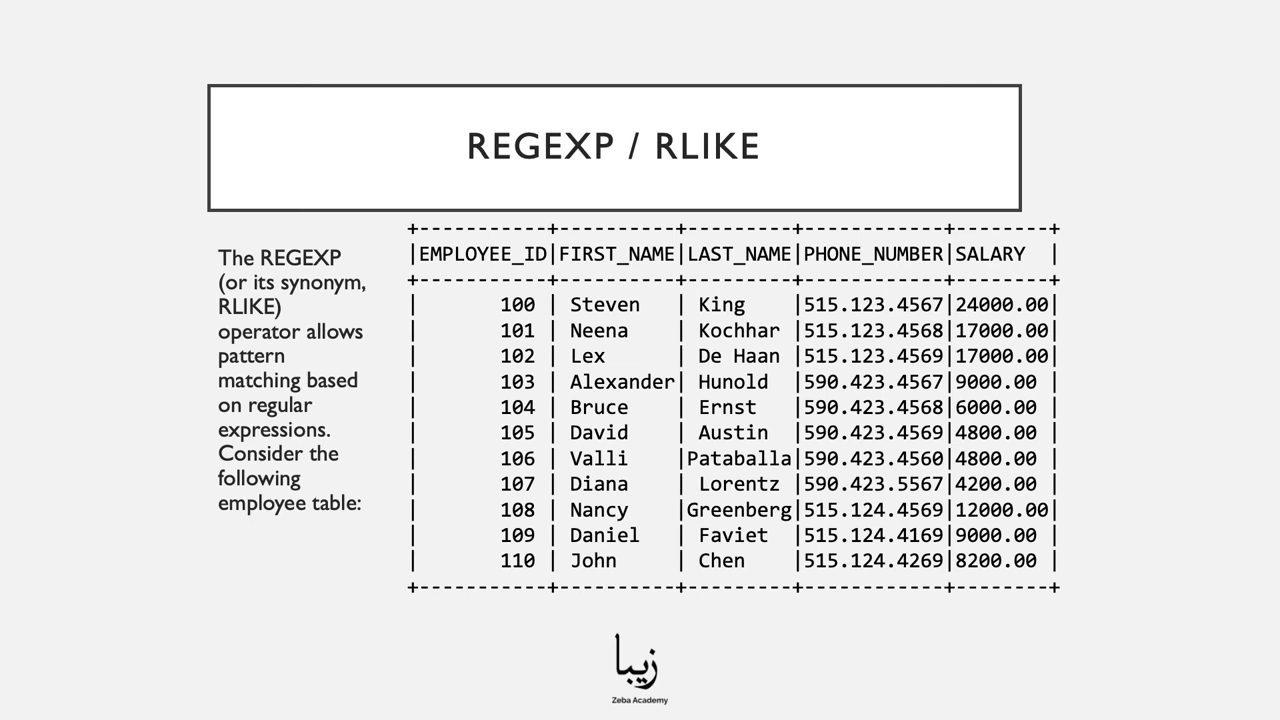 REGEXP / RLIKE
The REGEXP
(or its synonym,
RLIKE)
operator allows
pattern
matching based
on regular
expressions.
Consider the
following
employee table:
+-----------+----------+---------+------------+--------+
|EMPLOYEE_ID|FIRST_NAME|LAST_NAME|PHONE_NUMBER|SALARY  |
+-----------+----------+---------+------------+--------+
|       100 | Steven   | King    |515.123.4567|24000.00|
|       101 | Neena    | Kochhar |515.123.4568|17000.00|
|       102 | Lex      | De Haan |515.123.4569|17000.00|
|       103 | Alexander| Hunold  |590.423.4567|9000.00 |
|       104 | Bruce    | Ernst   |590.423.4568|6000.00 |
|       105 | David    | Austin  |590.423.4569|4800.00 |
|       106 | Valli    |Pataballa|590.423.4560|4800.00 |
|       107 | Diana    | Lorentz |590.423.5567|4200.00 |
|       108 | Nancy    |Greenberg|515.124.4569|12000.00|
|       109 | Daniel   | Faviet  |515.124.4169|9000.00 |
|       110 | John     | Chen    |515.124.4269|8200.00 |
+-----------+----------+---------+------------+--------+
زیبا
Zeba Academy